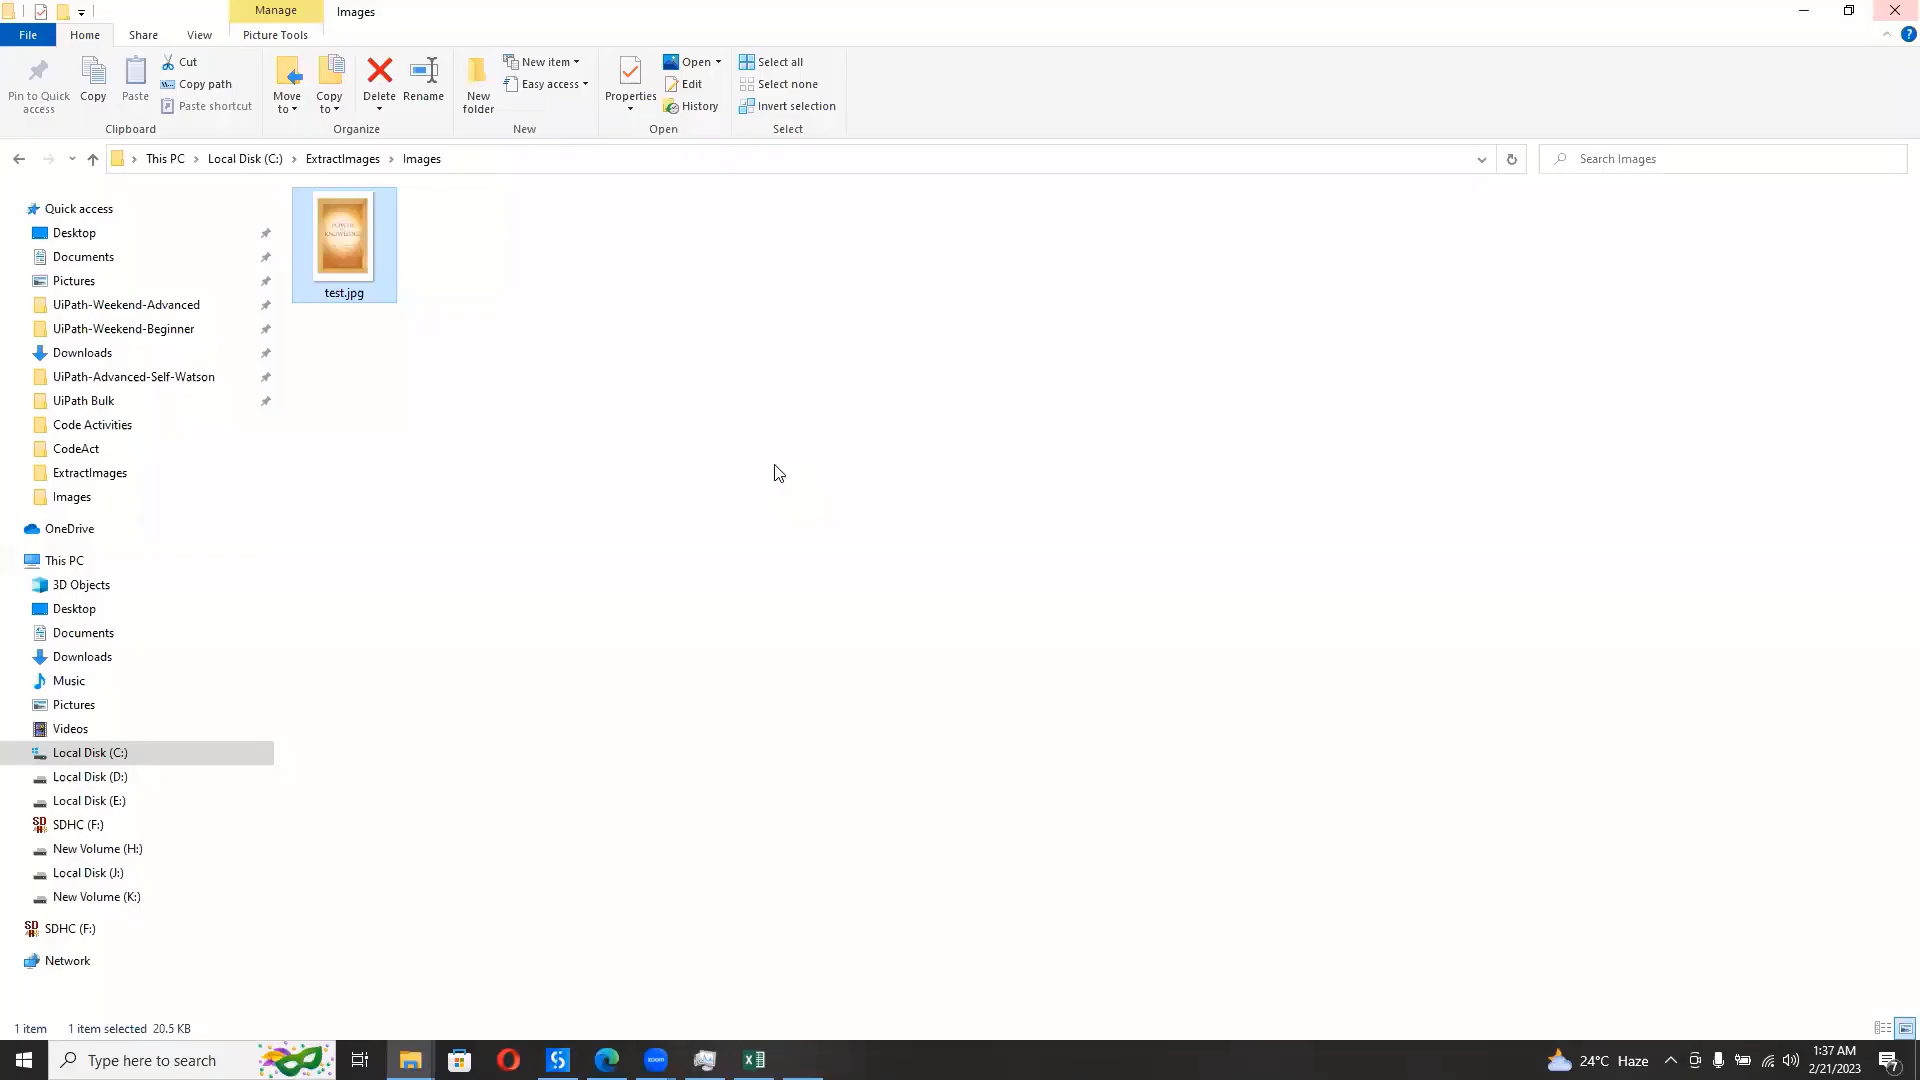 Manage Images
File Home Share View Picture Tools
Pin to Quick access
Copy
Paste
Cut
Copy path
Paste shortcut
Clipboard
Move to
Copy to
Delete
Rename
Organize
New folder
New item
Easy access
New
Properties
Open
Edit
History
Open
Select all
Select none
Invert selection
Select
This PC Local Disk (C:) ExtractImages Images
Search Images
Quick access
Desktop
Documents
Pictures
UiPath-Weekend-Advanced
UiPath-Weekend-Beginner
Downloads
UiPath-Advanced-Self-Watson
UiPath Bulk
Code Activities
CodeAct
ExtractImages
Images
OneDrive
This PC
3D Objects
Desktop
Documents
Downloads
Music
Pictures
Videos
Local Disk (C:)
Local Disk (D:)
Local Disk (E:)
SDHC (F:)
New Volume (H:)
Local Disk (J:)
New Volume (K:)
SDHC (F:)
Network
test.jpg
1 item 1 item selected 20.5 KB
Type here to search
zoom
24°C Haze
1:37 AM
2/21/2023
7